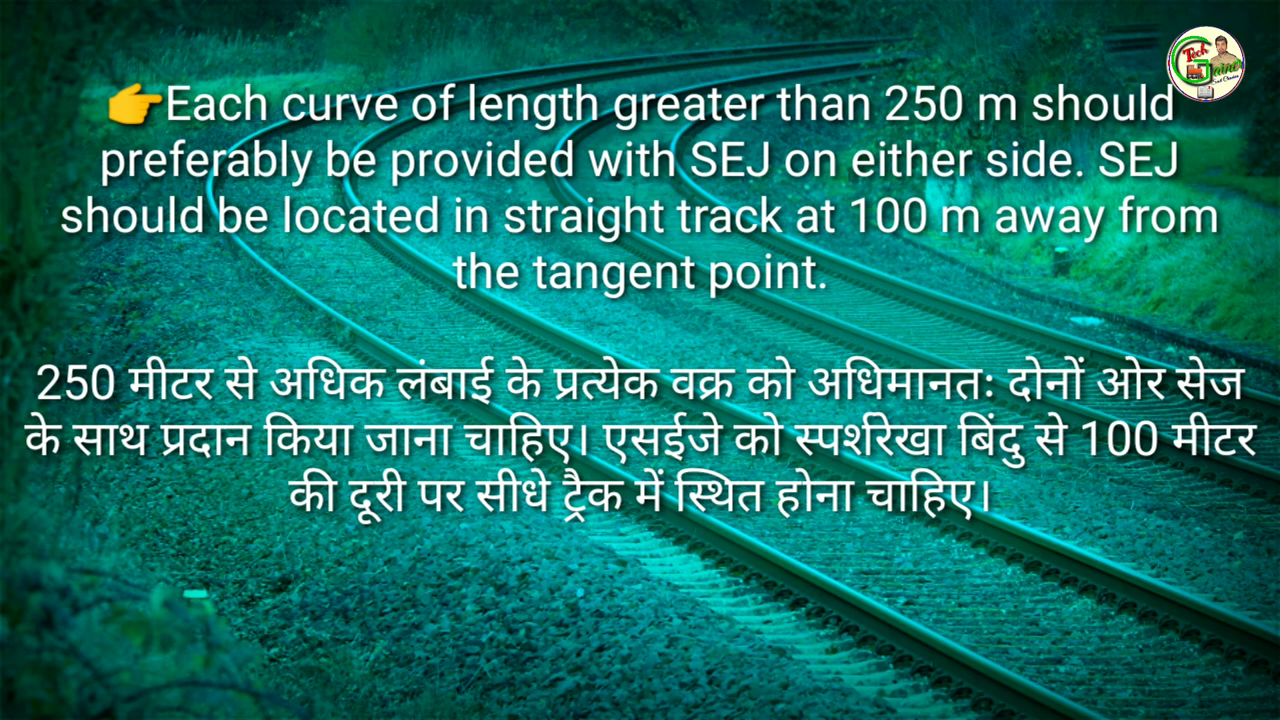 👉Each curve of length greater than 250 m should
preferably be provided with SEJ on either side. SEJ
should be located in straight track at 100 m away from
the tangent point.
250 मीटर से अधिक लंबाई के प्रत्येक वक्र को अधिमानतः दोनों ओर सेज
के साथ प्रदान किया जाना चाहिए। एसईजे को स्पर्शरेखा बिंदु से 100 मीटर
की दूरी पर सीधे ट्रैक में स्थित होना चाहिए।
Tech